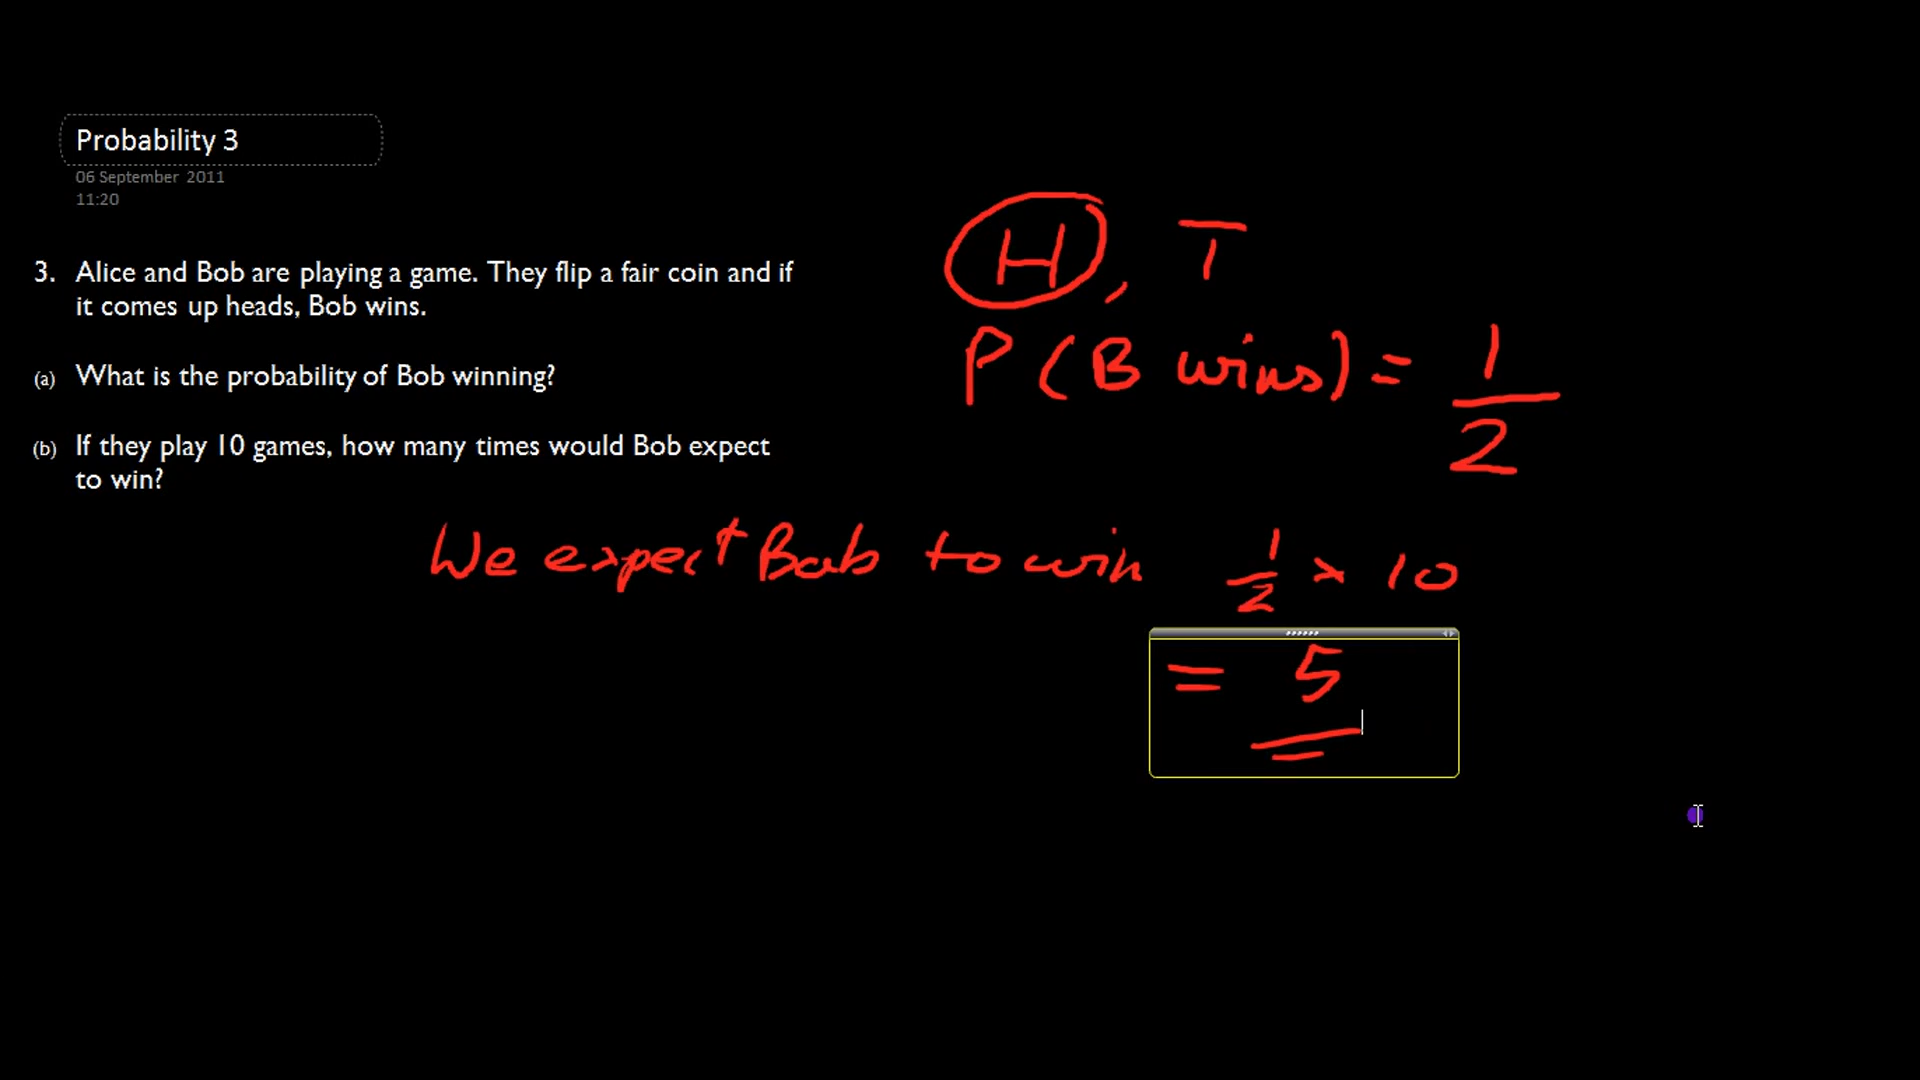 Probability 3
06 September 2011
11:20
3. Alice and Bob are playing a game. They flip a fair coin and if
it comes up heads, Bob wins.
(a) What is the probability of Bob winning?
(b) If they play 10 games, how many times would Bob expect
to win?
H, T
P(B wins) = 1/2
We expect Bob to win 1/2 × 10
= 5